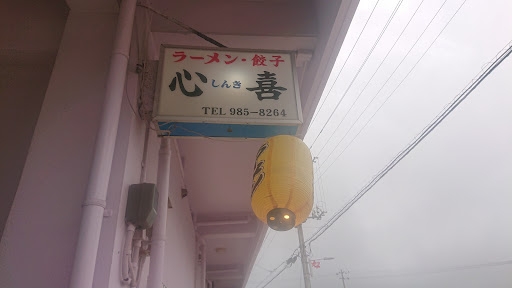 ラーメン・餃子
心しんき喜
TEL 985-8264